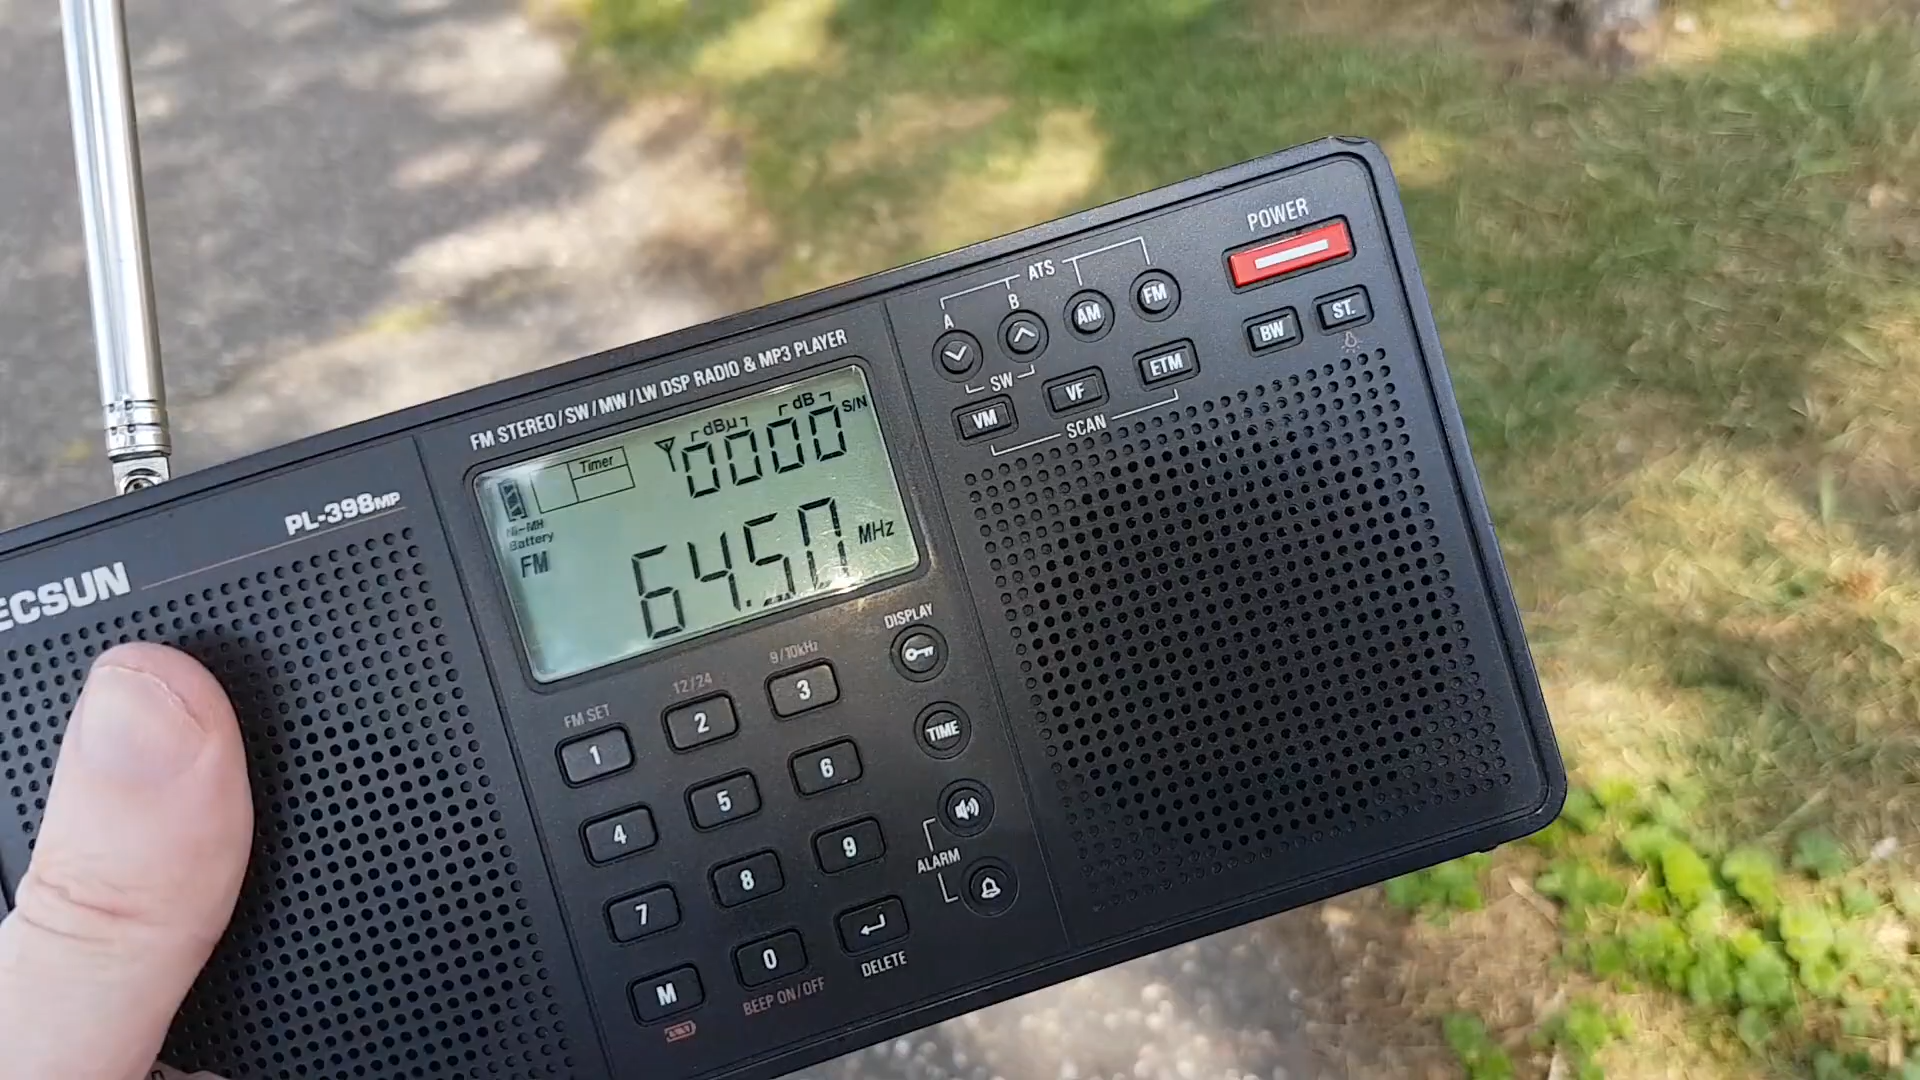 POWER
ATS
A
B
AM
FM
BW
ST.
SW
VM
VF
ETM
SCAN
FM STEREO/SW/MW/LW DSP RADIO & MP3 PLAYER
Timer
dBµ
dB
S/N
0000
Ni-MH
Battery
FM
64.50 MHz
PL-398MP
ECSUN
DISPLAY
FM SET
12/24
9/10kHz
1
2
3
TIME
4
5
6
7
8
9
ALARM
M
0
DELETE
BEEP ON/OFF